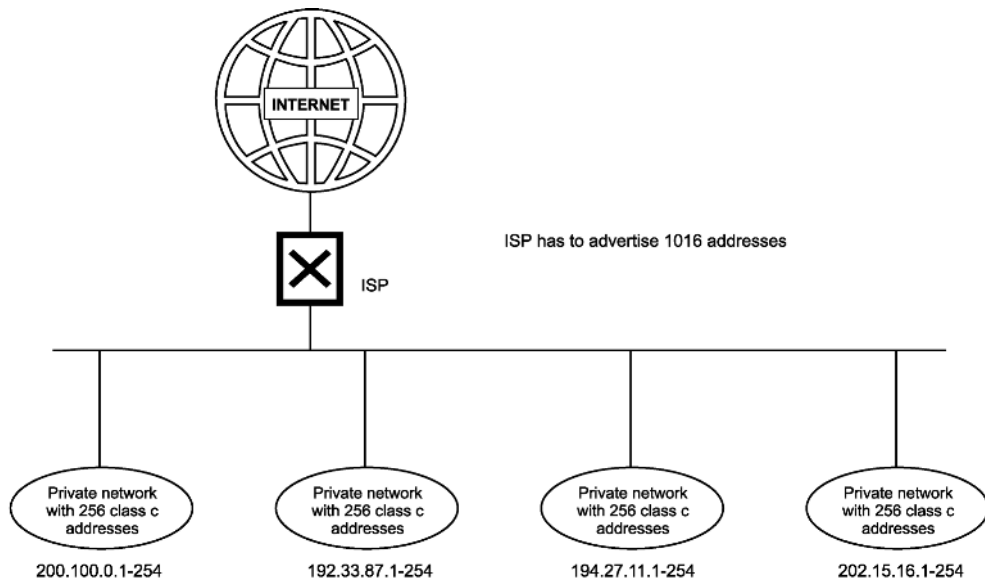 INTERNET
ISP has to advertise 1016 addresses
ISP
Private network
with 256 class c
addresses
200.100.0.1-254
Private network
with 256 class c
addresses
192.33.87.1-254
Private network
with 256 class c
addresses
194.27.11.1-254
Private network
with 256 class c
addresses
202.15.16.1-254